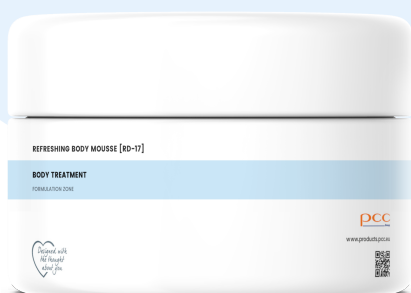 REFRESHING BODY MOUSSE [RD-17]
BODY TREATMENT
FORMULATION ZONE
pcc
www.products.pcc.eu
Designed with
the thought
about you